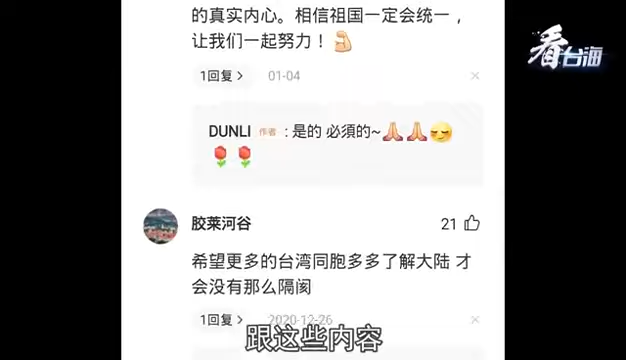 的真实内心。相信祖国一定会统一，
让我们一起努力！
看台海
1回复 >
01-04
DUNLI 作者 : 是的 必須的~
胶莱河谷
21
希望更多的台湾同胞多多了解大陆 才
会没有那么隔阂
1回复 >
2020-12-26
跟这些内容